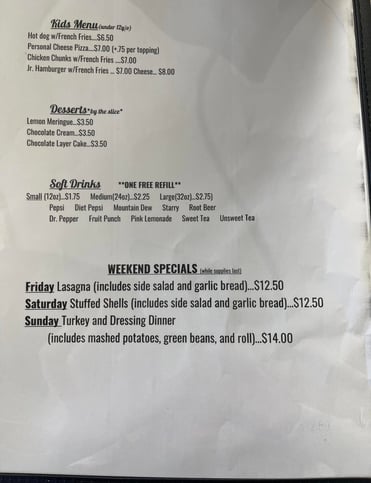 Kids Menu (under 12y/o)
Hot dog w/French Fries...$6.50
Personal Cheese Pizza...$7.00 (+.75 per topping)
Chicken Chunks w/French Fries ...$7.00
Jr. Hamburger w/French Fries ... $7.00 Cheese.. $8.00
Desserts *by the slice*
Lemon Meringue...$3.50
Chocolate Cream...$3.50
Chocolate Layer Cake...$3.50
Soft Drinks **ONE FREE REFILL**
Small (12oz)...$1.75 Medium(24oz)...$2.25 Large(32oz)...$2.75)
Pepsi Diet Pepsi Mountain Dew Starry Root Beer
Dr. Pepper Fruit Punch Pink Lemonade Sweet Tea Unsweet Tea
WEEKEND SPECIALS (while supplies last)
Friday Lasagna (includes side salad and garlic bread)...$12.50
Saturday Stuffed Shells (includes side salad and garlic bread)...$12.50
Sunday Turkey and Dressing Dinner
(includes mashed potatoes, green beans, and roll)...$14.00